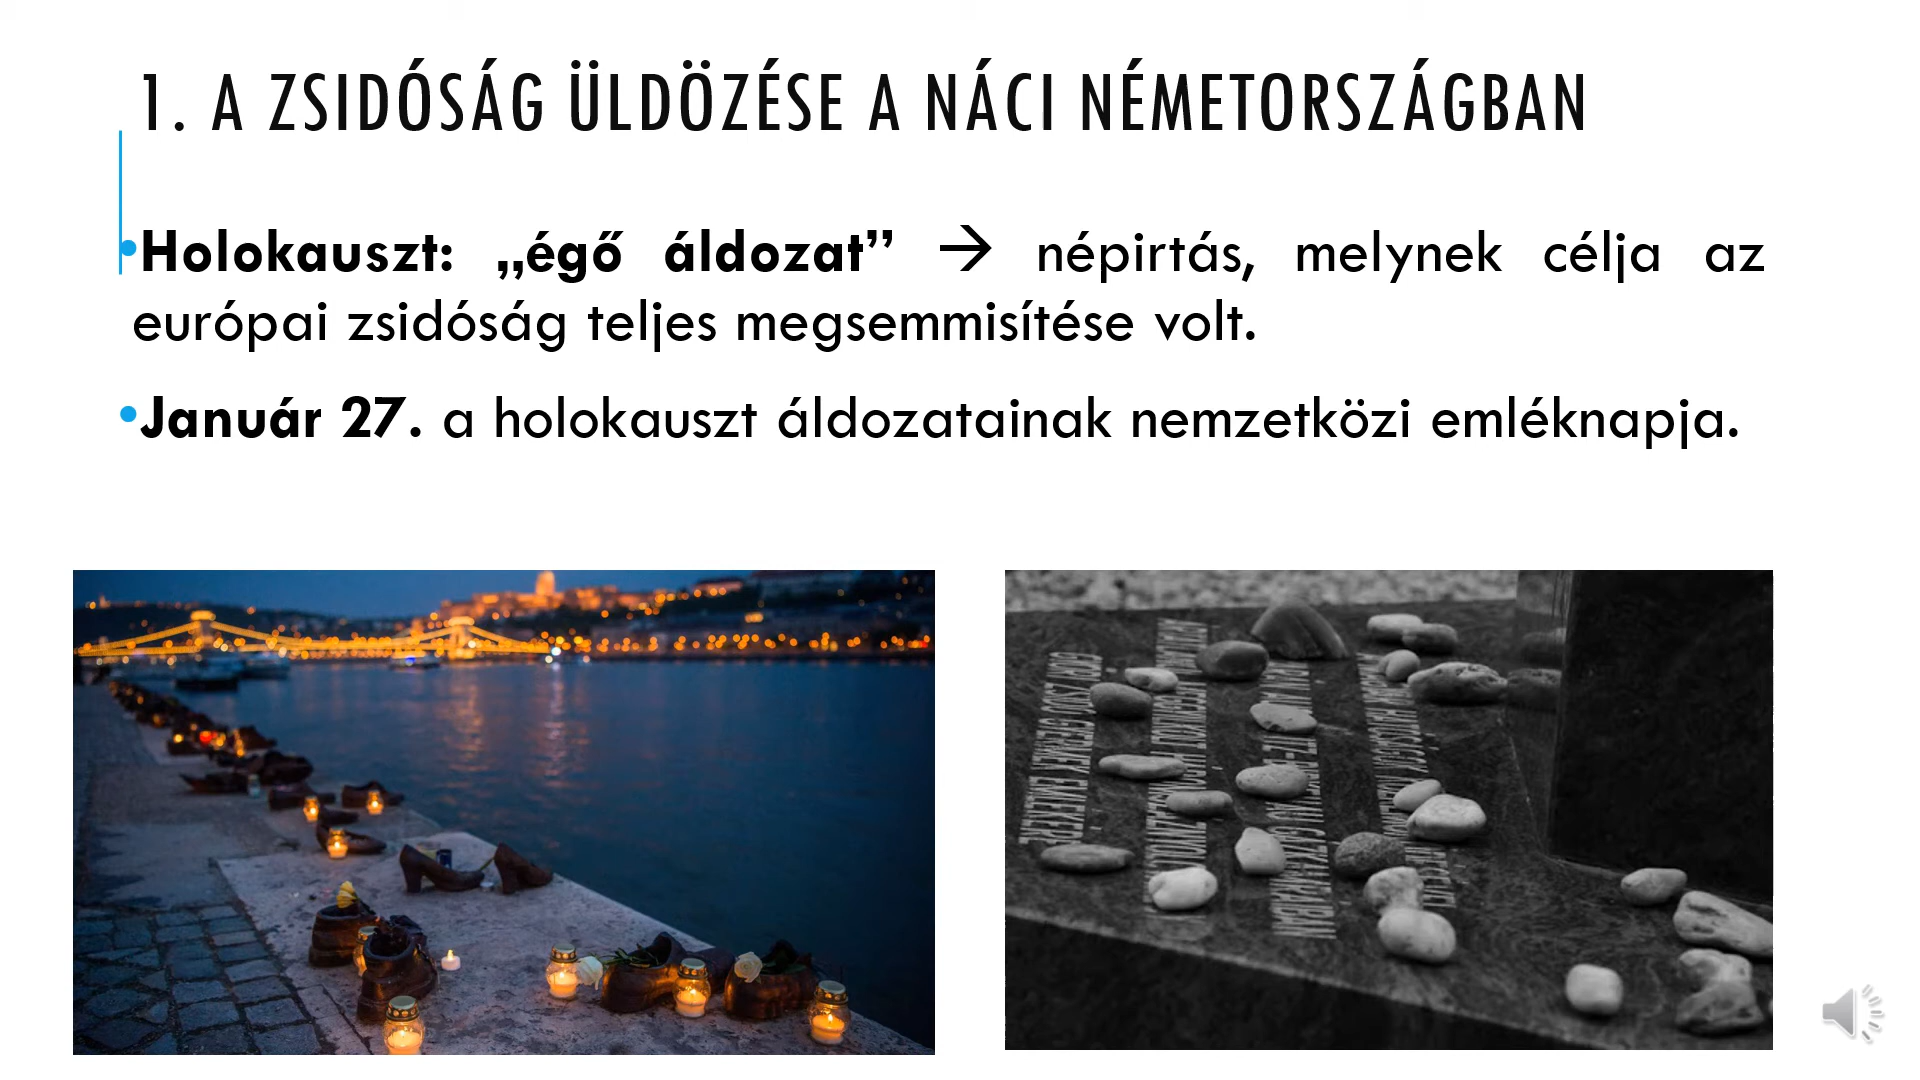 1. A ZSIDÓSÁG ÜLDÖZÉSE A NÁCI NÉMETORSZÁGBAN
•Holokauszt: „égő áldozat” → népirtás, melynek célja az
európai zsidóság teljes megsemmisítése volt.
•Január 27. a holokauszt áldozatainak nemzetközi emléknapja.